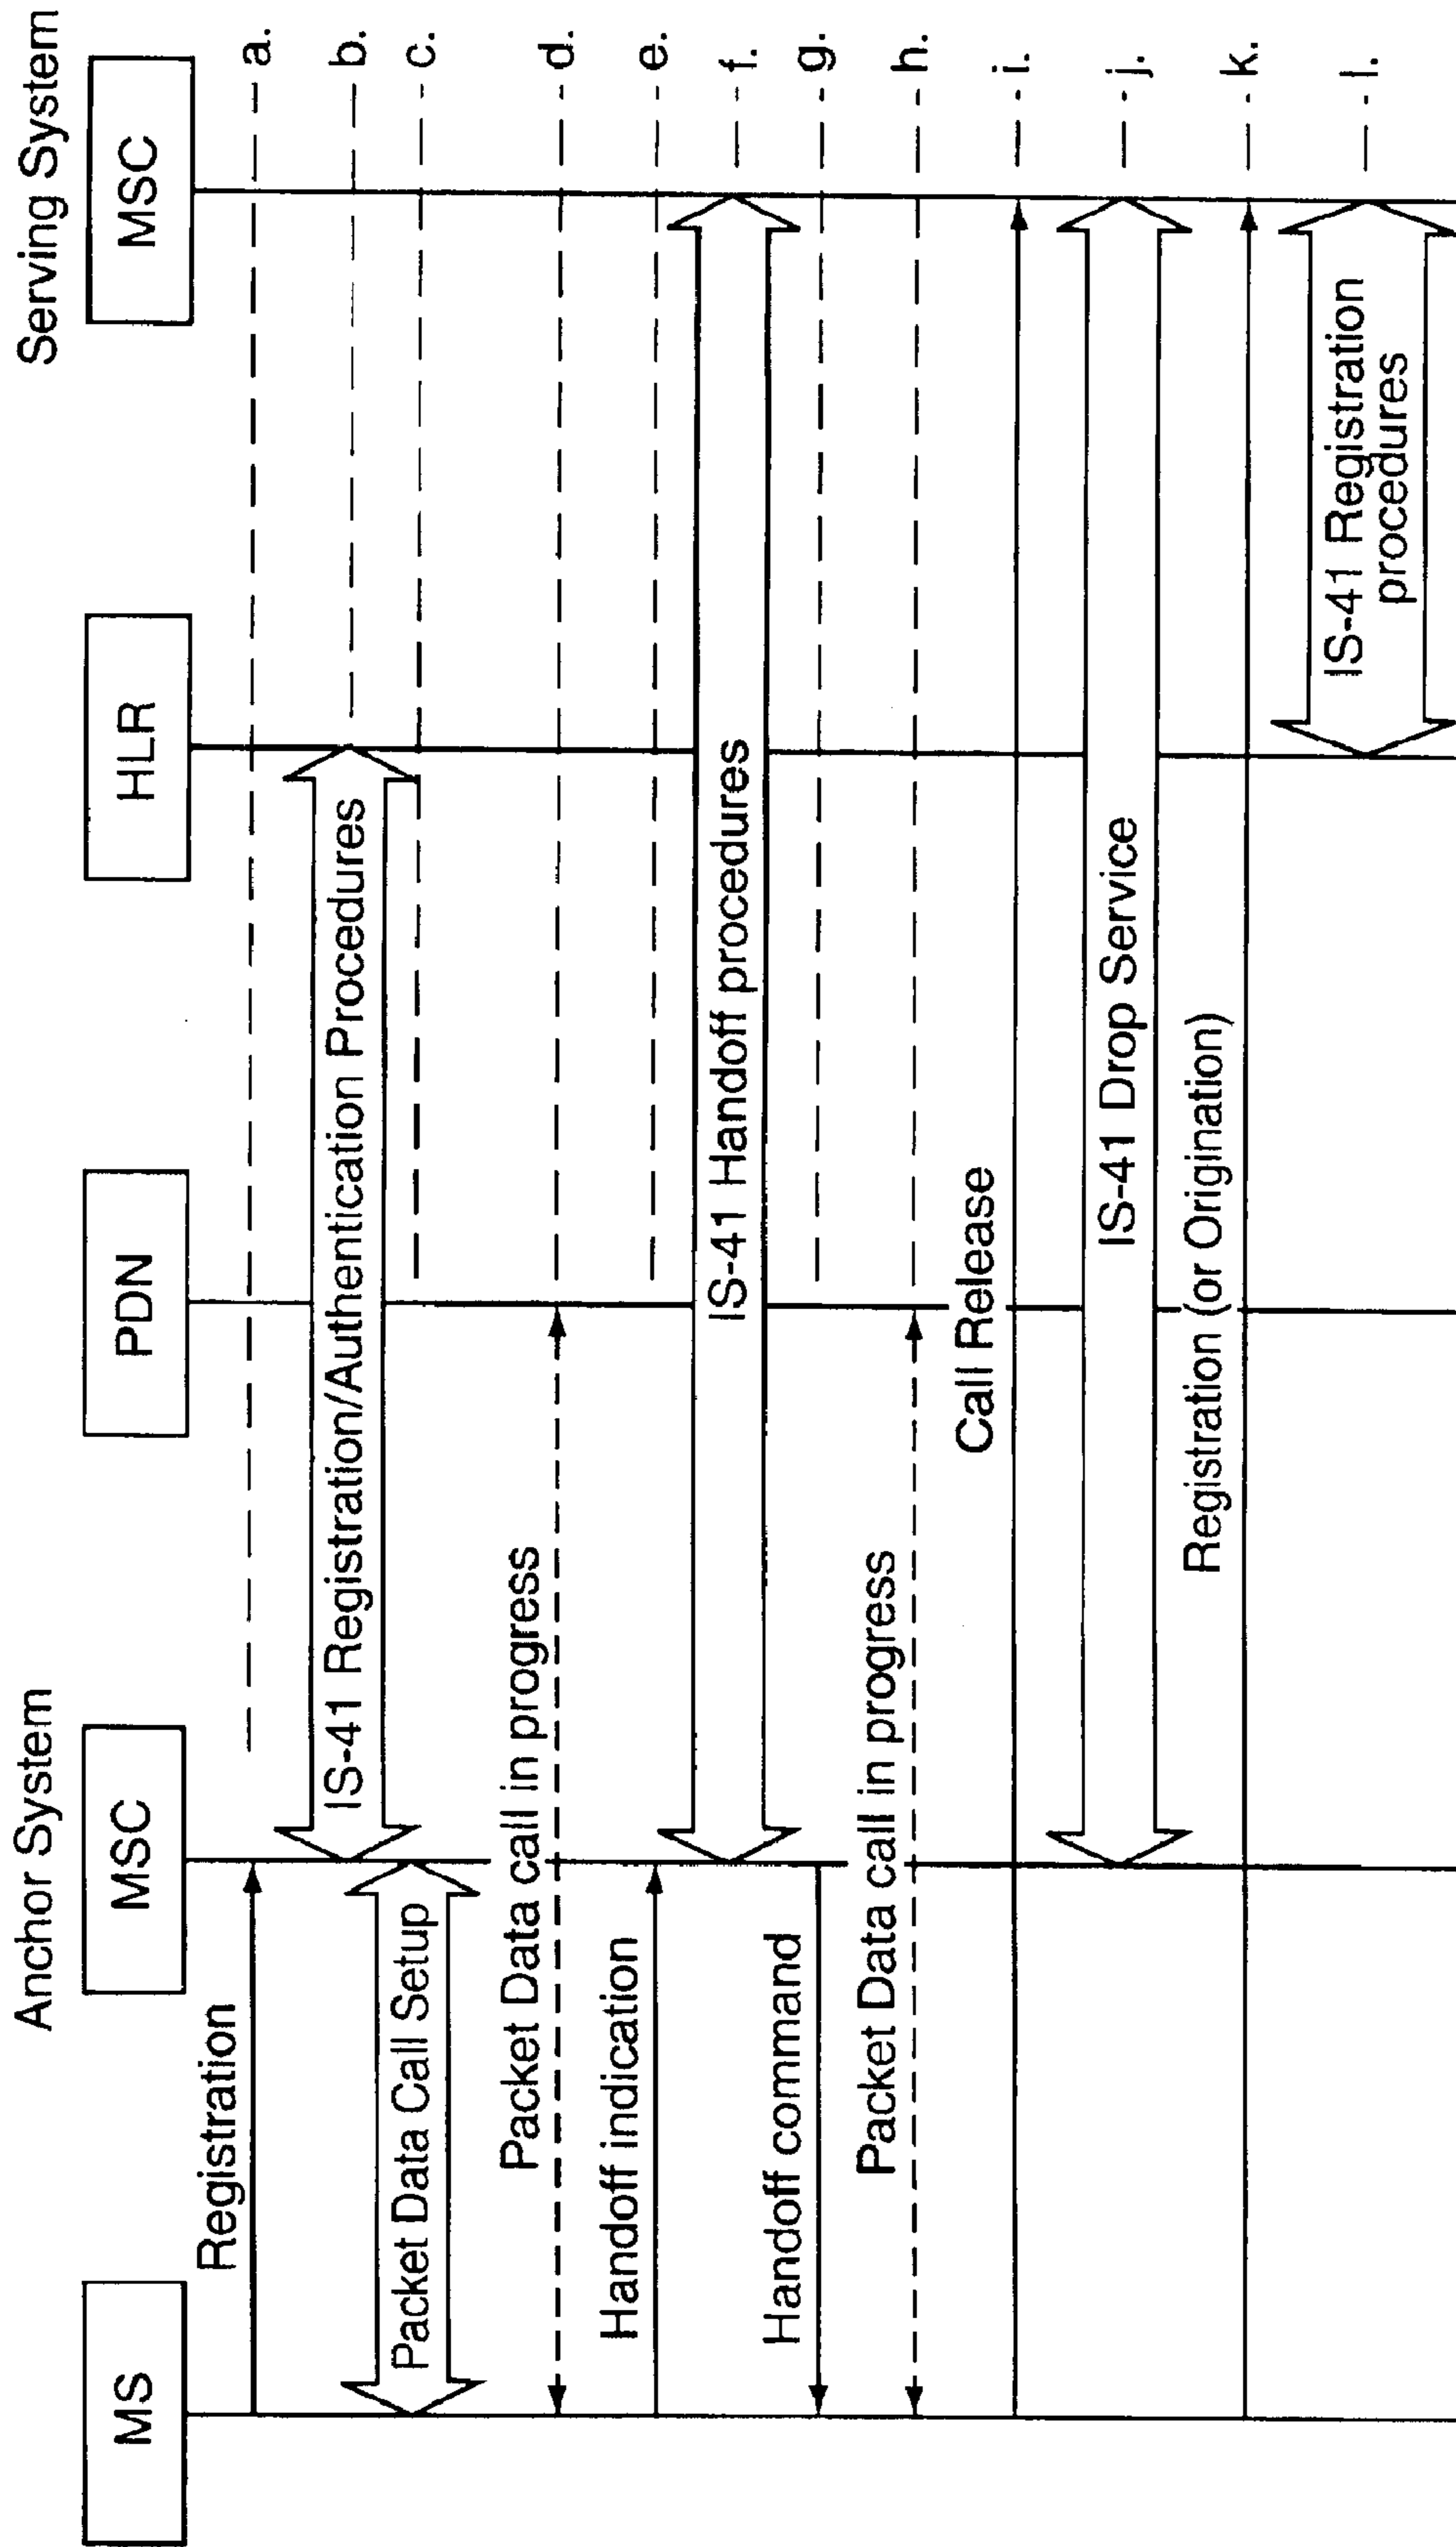 Anchor System
Serving System
MS
MSC
PDN
HLR
MSC
Registration
a.
IS-41 Registration/Authentication Procedures
b.
Packet Data Call Setup
c.
Packet Data call in progress
d.
Handoff indication
e.
IS-41 Handoff procedures
f.
Handoff command
g.
Packet Data call in progress
h.
Call Release
i.
IS-41 Drop Service
j.
Registration (or Origination)
k.
IS-41 Registration
procedures
l.